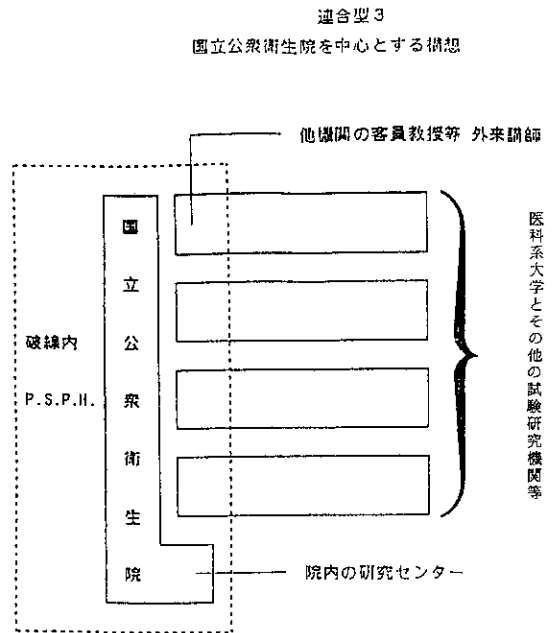 連合型3
国立公衆衛生院を中心とする構想
他機関の客員教授等 外来講師
国立公衆衛生院
破線内
P.S.P.H.
医科系大学とその他の試験研究機関等
院内の研究センター